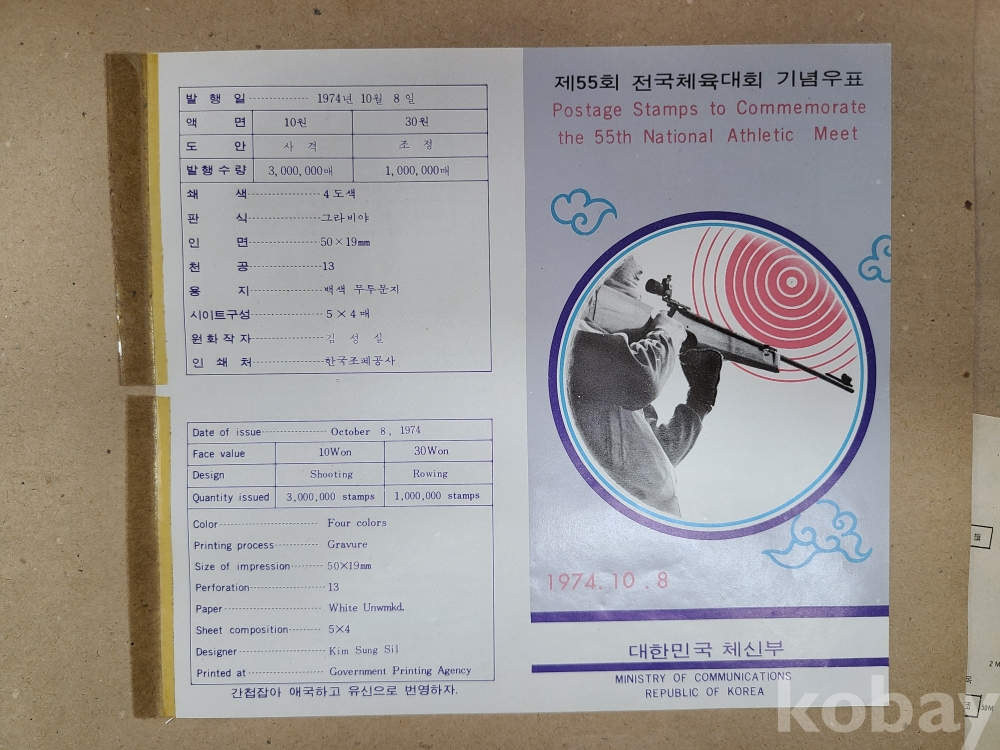 발행일 1974년 10월 8일
액면 10원 30원
도안 사격 조정
발행수량 3,000,000매 1,000,000매
쇄색 4도색
판식 그라비야
인면 50×19mm
천공 13
용지 백색 무투문지
시이트구성 5×4매
원화작자 김성실
인쇄처 한국조폐공사
Date of issue October 8, 1974
Face value 10Won 30Won
Design Shooting Rowing
Quantity issued 3,000,000 stamps 1,000,000 stamps
Color Four colors
Printing process Gravure
Size of impression 50×19mm
Perforation 13
Paper White Unwmkd.
Sheet composition 5×4
Designer Kim Sung Sil
Printed at Government Printing Agency
간첩잡아 애국하고 유신으로 번영하자.
제55회 전국체육대회 기념우표
Postage Stamps to Commemorate
the 55th National Athletic Meet
1974.10.8
대한민국 체신부
MINISTRY OF COMMUNICATIONS
REPUBLIC OF KOREA
kobay